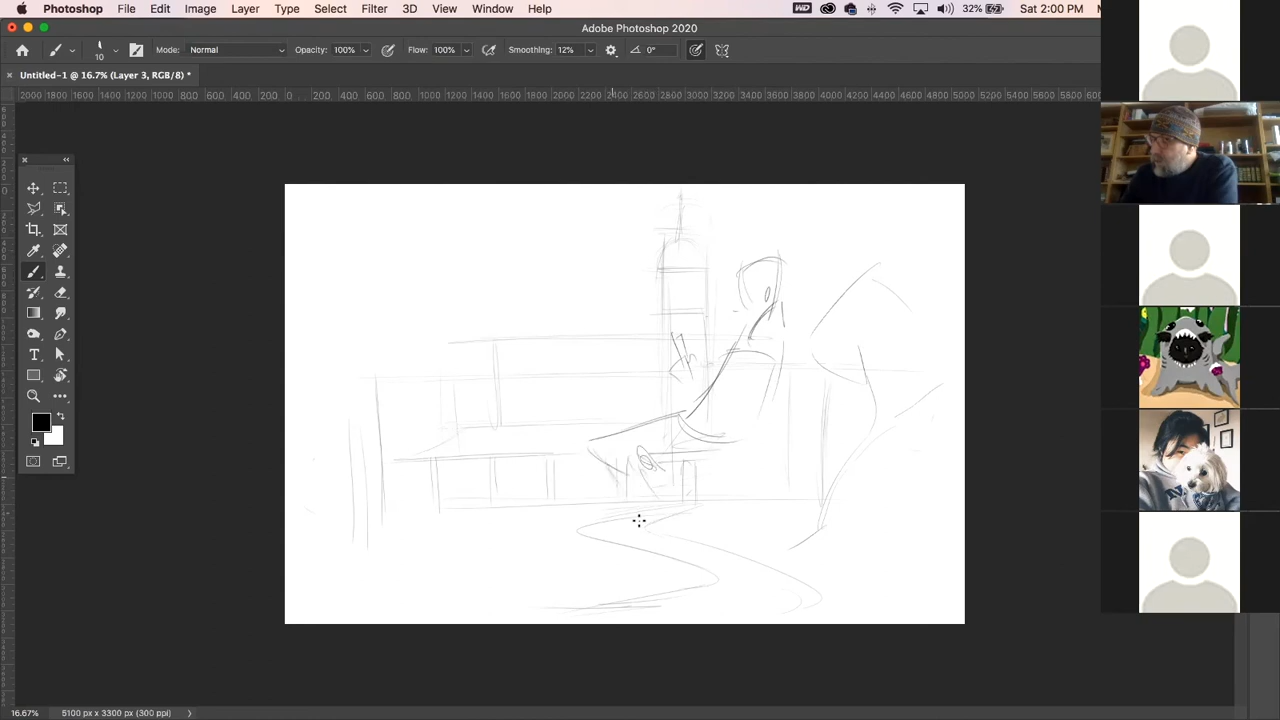 Photoshop File Edit Image Layer Type Select Filter 3D View Window Help WD 32% Sat 2:00 PM
Adobe Photoshop 2020
10 Mode: Normal Opacity: 100% Flow: 100% Smoothing: 12% 0°
× Untitled-1 @ 16.7% (Layer 3, RGB/8) *
2000 1800 1600 1400 1200 1000 800 600 400 200 0 200 400 600 800 1000 1200 1400 1600 1800 2000 2200 2400 2600 2800 3000 3200 3400 3600 3800 4000 4200 4400 4600 4800 5000 5200 5400 5600 5800
16.67% 5100 px x 3300 px (300 ppi)